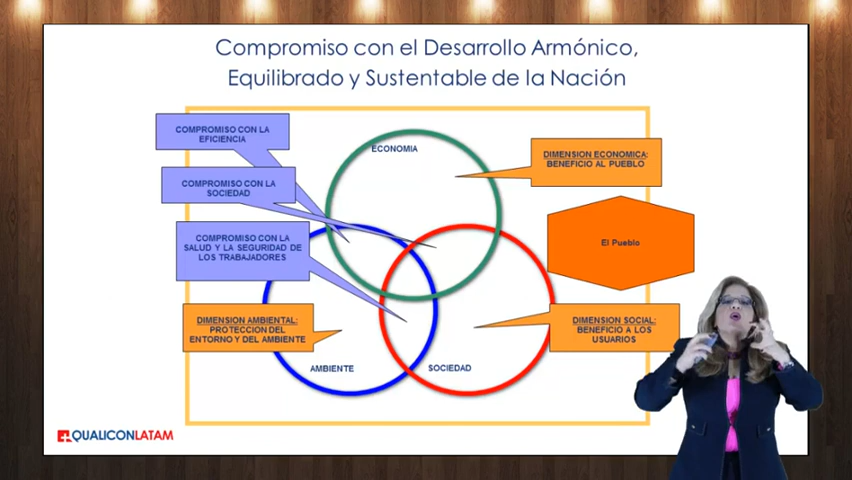 Compromiso con el Desarrollo Armónico,
Equilibrado y Sustentable de la Nación
COMPROMISO CON LA
EFICIENCIA
ECONOMIA
DIMENSION ECONOMICA:
BENEFICIO AL PUEBLO
COMPROMISO CON LA
SOCIEDAD
COMPROMISO CON LA
SALUD Y LA SEGURIDAD DE
LOS TRABAJADORES
El Pueblo
DIMENSION AMBIENTAL:
PROTECCION DEL
ENTORNO Y DEL AMBIENTE
DIMENSION SOCIAL:
BENEFICIO A LOS
USUARIOS
AMBIENTE
SOCIEDAD
QUALICONLATAM